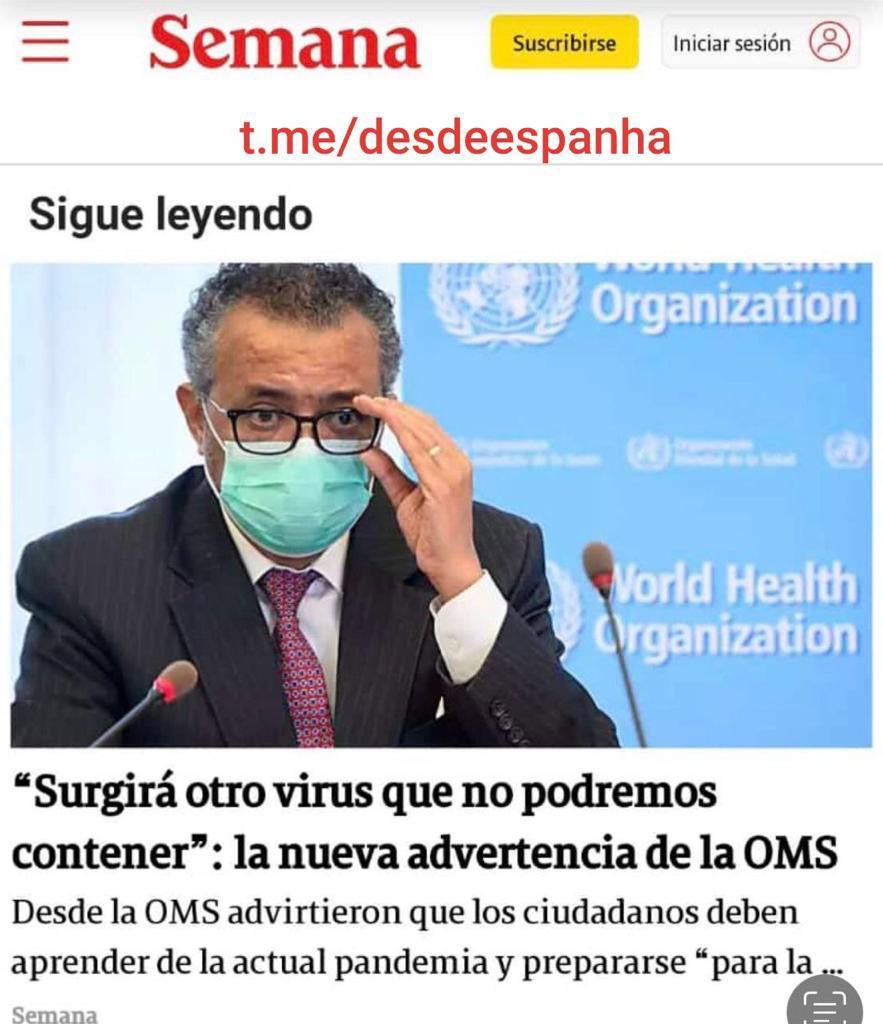 Semana
Suscribirse
Iniciar sesión
t.me/desdeespanha
Sigue leyendo
Organization
World Health
Organization
“Surgirá otro virus que no podremos
contener”: la nueva advertencia de la OMS
Desde la OMS advirtieron que los ciudadanos deben
aprender de la actual pandemia y prepararse “para la ...
Semana